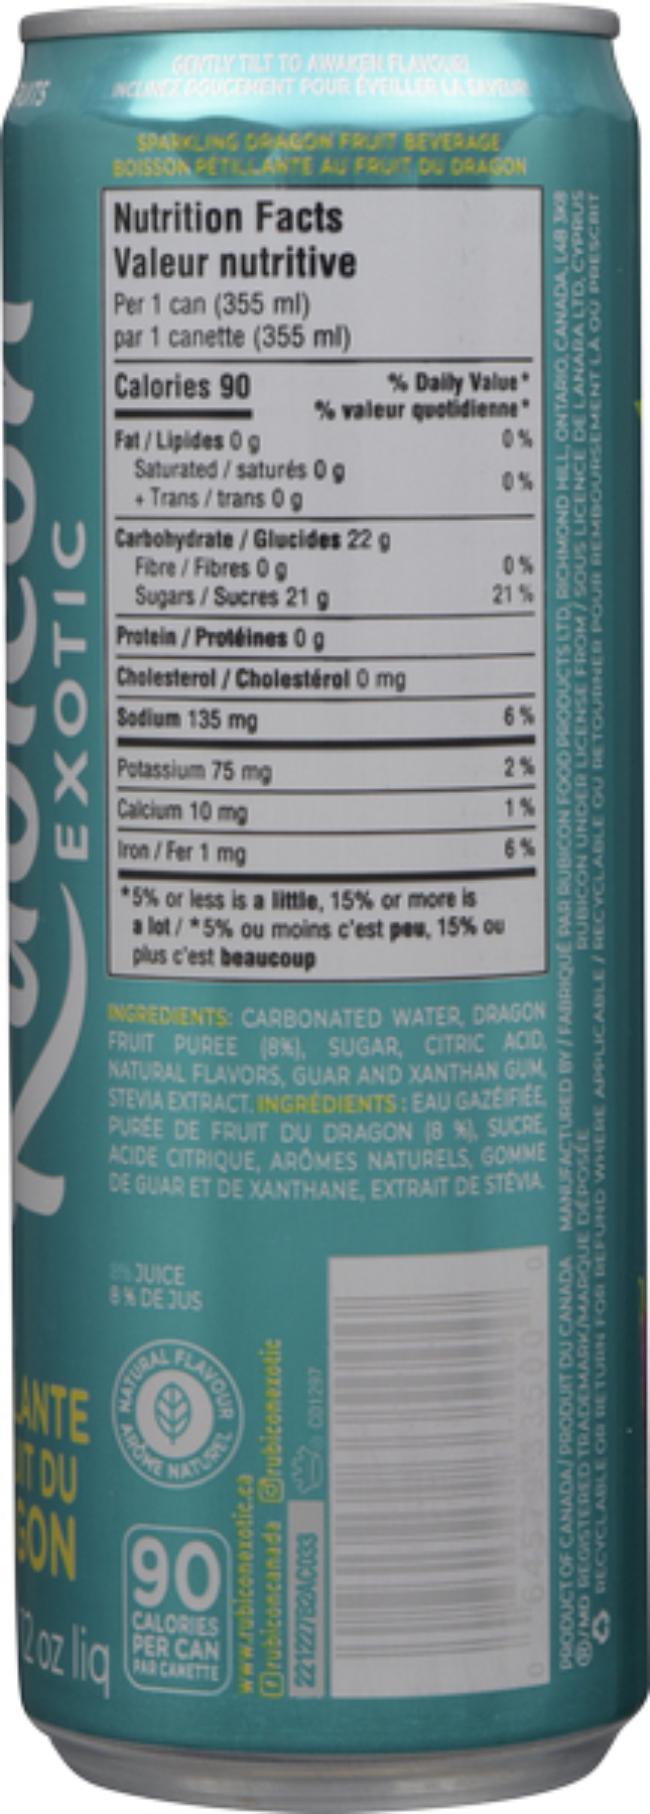 GENTLY TILT TO AWAKEN FLAVOUR!
INCLINEZ DOUCEMENT POUR ÉVEILLER LA SAVEUR!
SPARKLING DRAGON FRUIT BEVERAGE
BOISSON PÉTILLANTE AU FRUIT DU DRAGON
Nutrition Facts
Valeur nutritive
Per 1 can (355 ml)
par 1 canette (355 ml)
Calories 90
% Daily Value*
% valeur quotidienne*
Fat / Lipides 0 g 0 %
Saturated / saturés 0 g
+ Trans / trans 0 g 0 %
Carbohydrate / Glucides 22 g
Fibre / Fibres 0 g 0 %
Sugars / Sucres 21 g 21 %
Protein / Protéines 0 g
Cholesterol / Cholestérol 0 mg
Sodium 135 mg 6 %
Potassium 75 mg 2 %
Calcium 10 mg 1 %
Iron / Fer 1 mg 6 %
*5% or less is a little, 15% or more is
a lot / *5% ou moins c'est peu, 15% ou
plus c'est beaucoup
INGREDIENTS: CARBONATED WATER, DRAGON
FRUIT PUREE (8%), SUGAR, CITRIC ACID,
NATURAL FLAVORS, GUAR AND XANTHAN GUM,
STEVIA EXTRACT. INGRÉDIENTS : EAU GAZÉIFIÉE,
PURÉE DE FRUIT DU DRAGON (8 %), SUCRE,
ACIDE CITRIQUE, ARÔMES NATURELS, GOMME
DE GUAR ET DE XANTHANE, EXTRAIT DE STÉVIA.
8% JUICE
8 % DE JUS
NATURAL FLAVOUR
ARÔME NATUREL
90
CALORIES
PER CAN
PAR CANETTE
www.rubiconexotic.ca
rubiconcanada rubiconexotic
EXOTIC
12 oz liq
PRODUCT OF CANADA / PRODUIT DU CANADA MANUFACTURED BY / FABRIQUÉ PAR RUBICON FOOD PRODUCTS LTD, RICHMOND HILL, ONTARIO, CANADA, L4B 3K8
®/MD REGISTERED TRADEMARK/MARQUE DÉPOSÉE RUBICON UNDER LICENSE FROM / SOUS LICENCE DE LANARA LTD, CYPRUS
RECYCLABLE OR RETURN FOR REFUND WHERE APPLICABLE / RECYCLABLE OU RETOURNER POUR REMBOURSEMENT LÀ OÙ PRESCRIT